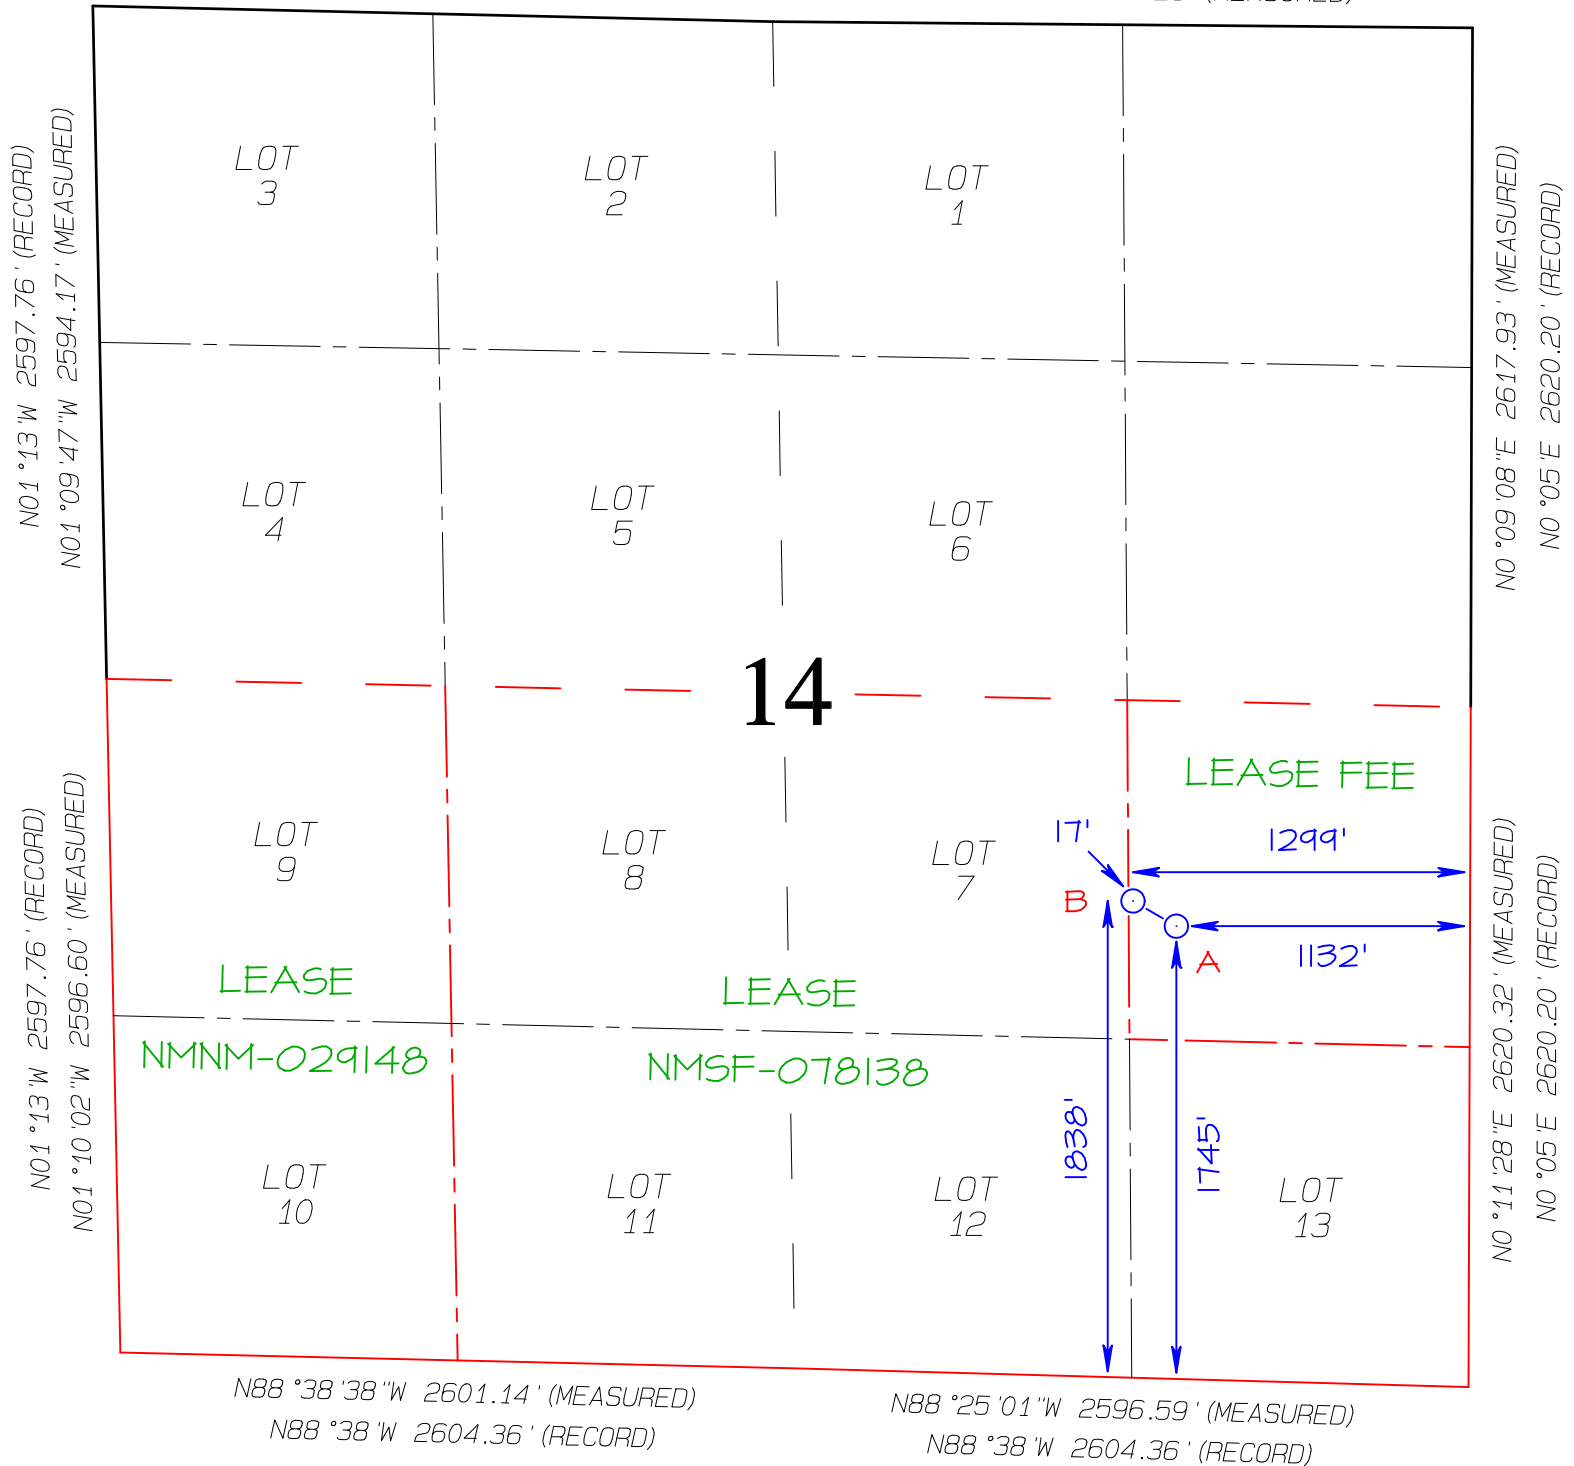 LOT
3
LOT
2
LOT
1
N01°13'W 2597.76' (RECORD)
N01°09'47"W 2594.17' (MEASURED)
N0°09'08"E 2617.93' (MEASURED)
N0°05'E 2620.20' (RECORD)
LOT
4
LOT
5
LOT
6
14
LEASE FEE
LOT
9
LOT
8
LOT
7
17'
1299'
B
A
1132'
N01°13'W 2597.76' (RECORD)
N01°10'02"W 2596.60' (MEASURED)
N0°11'28"E 2620.32' (MEASURED)
N0°05'E 2620.20' (RECORD)
LEASE
NMNM-029148
LEASE
NMSF-078138
1838'
1745'
LOT
10
LOT
11
LOT
12
LOT
13
N88°38'38"W 2601.14' (MEASURED)
N88°38'W 2604.36' (RECORD)
N88°25'01"W 2596.59' (MEASURED)
N88°38'W 2604.36' (RECORD)